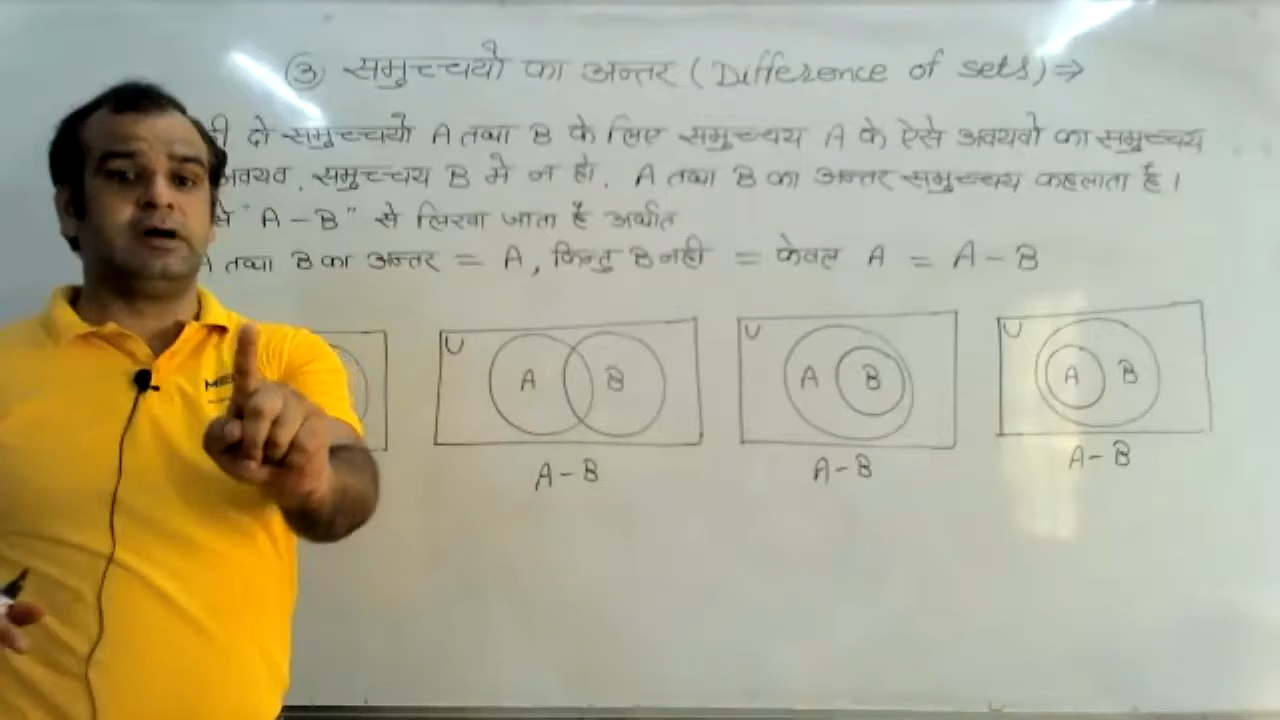 ③ समुच्चयो का अन्तर ( Difference of sets ) ⇒
दो समुच्चयो A तथा B के लिए समुच्चय A के ऐसे अवयवो का समुच्चय
अवयव, समुच्चय B मे न हो, A तथा B का अन्तर समुच्चय कहलाता है।
"A - B" से लिखा जाता है अर्थात
तथा B का अन्तर = A, किन्तु B नही = केवल A = A - B
U A B
U A B
U A B
A - B
A - B
A - B